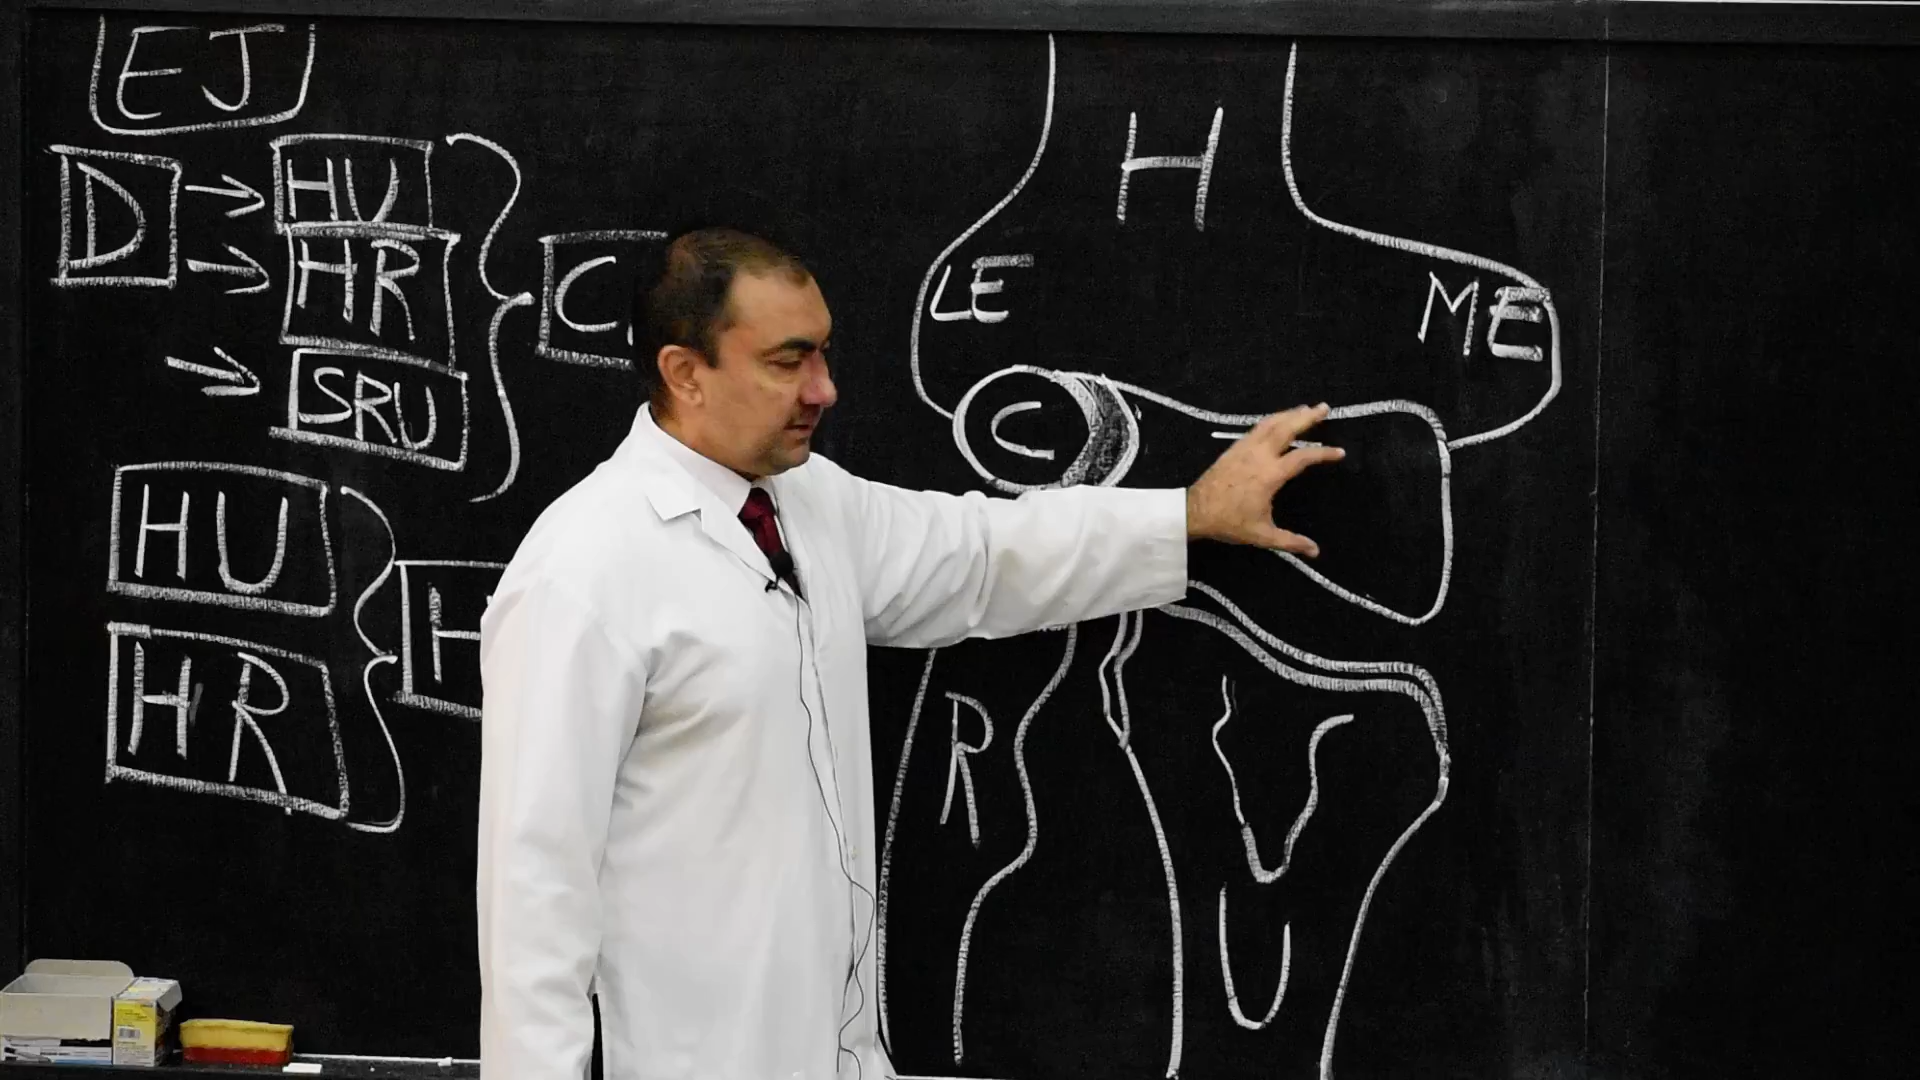 EJ
D → HU
→ HR
→ SRU
C
HU
HR
H
H
LE
ME
C
R
U